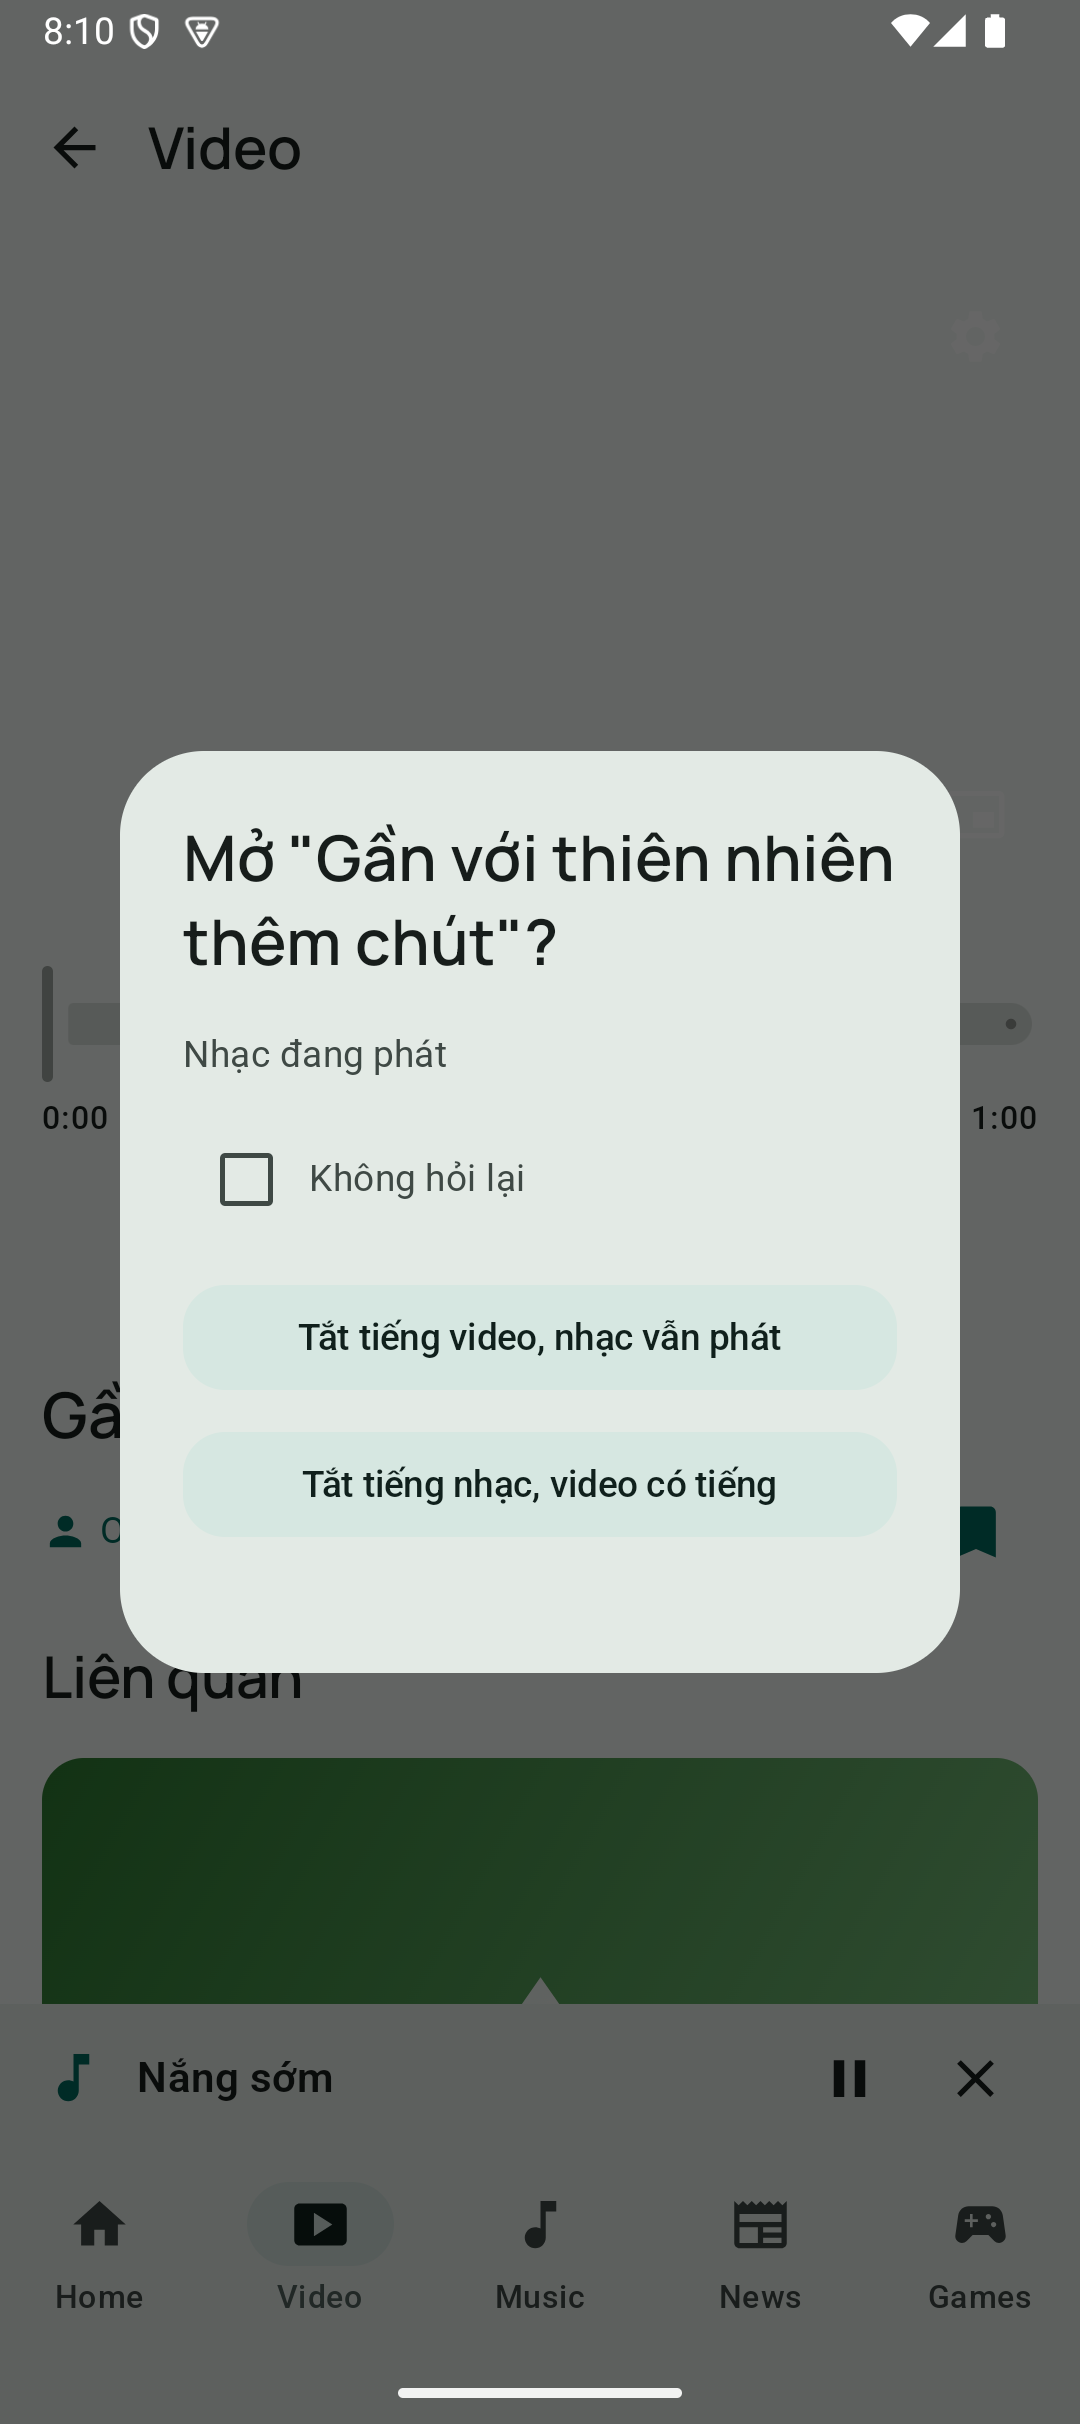 8:10
Video
Mở "Gần với thiên nhiên
thêm chút"?
Nhạc đang phát
0:00
1:00
Không hỏi lại
Tắt tiếng video, nhạc vẫn phát
Tắt tiếng nhạc, video có tiếng
Gầ
Liên quan
Nắng sớm
Home
Video
Music
News
Games